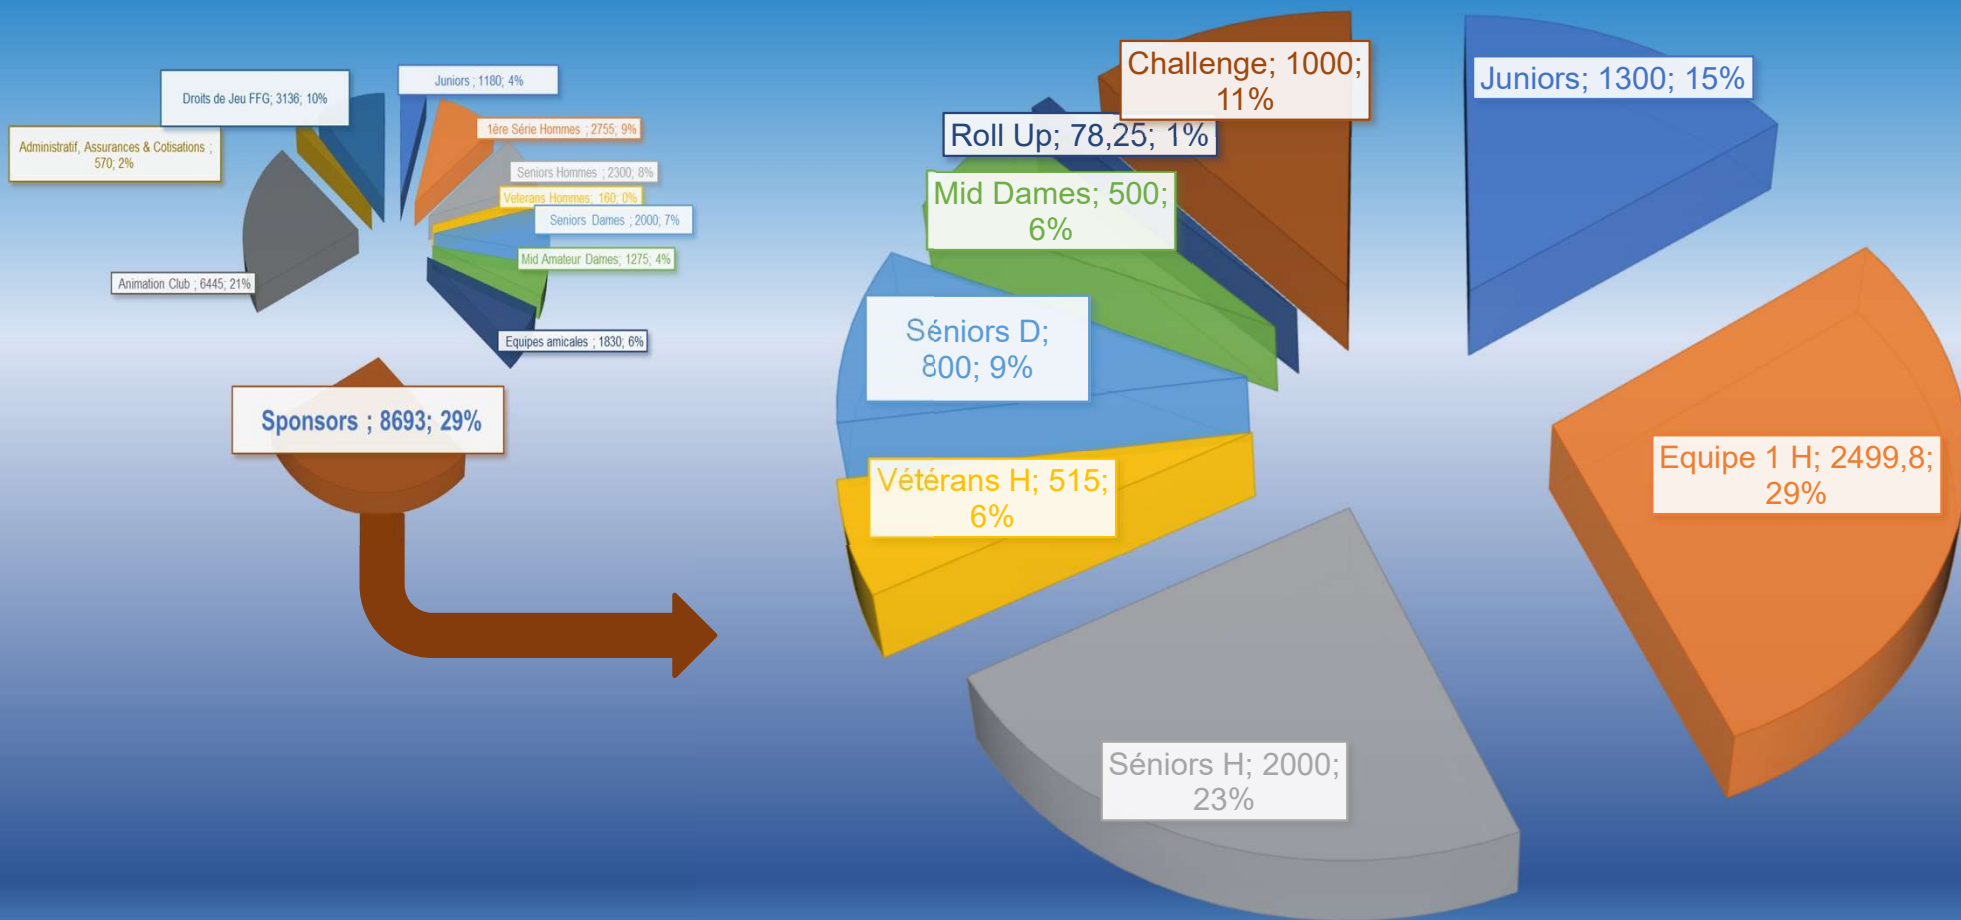 Juniors ; 1180; 4%
Droits de Jeu FFG; 3136; 10%
1ère Série Hommes ; 2755; 9%
Administratif, Assurances & Cotisations ;
570; 2%
Seniors Hommes ; 2300; 8%
Veterans Hommes; 160; 0%
Seniors Dames ; 2000; 7%
Mid Amateur Dames; 1275; 4%
Animation Club ; 6445; 21%
Equipes amicales ; 1830; 6%
Sponsors ; 8693; 29%
Challenge; 1000;
11%
Juniors; 1300; 15%
Roll Up; 78,25; 1%
Mid Dames; 500;
6%
Séniors D;
800; 9%
Equipe 1 H; 2499,8;
29%
Vétérans H; 515;
6%
Séniors H; 2000;
23%